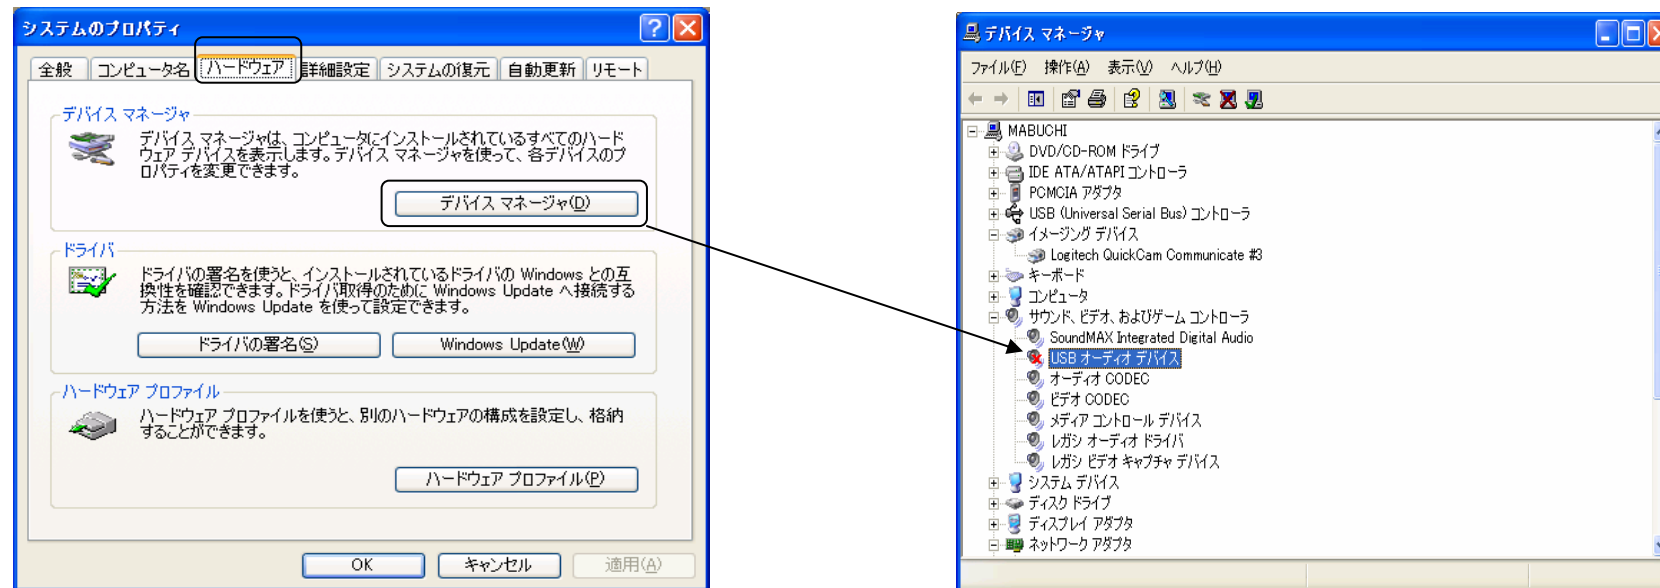 システムのプロパティ
全般
コンピュータ名
ハードウェア
詳細設定
システムの復元
自動更新
リモート
デバイス マネージャ
デバイス マネージャは、コンピュータにインストールされているすべてのハード
ウェア デバイスを表示します。デバイス マネージャを使って、各デバイスのプ
ロパティを変更できます。
デバイス マネージャ(D)
ドライバ
ドライバの署名を使うと、インストールされているドライバの Windows との互
換性を確認できます。ドライバ取得のために Windows Update へ接続する
方法を Windows Update を使って設定できます。
ドライバの署名(S)
Windows Update(W)
ハードウェア プロファイル
ハードウェア プロファイルを使うと、別のハードウェアの構成を設定し、格納
することができます。
ハードウェア プロファイル(P)
OK
キャンセル
適用(A)
デバイス マネージャ
ファイル(F) 操作(A) 表示(V) ヘルプ(H)
MABUCHI
DVD/CD-ROM ドライブ
IDE ATA/ATAPI コントローラ
PCMCIA アダプタ
USB (Universal Serial Bus) コントローラ
イメージング デバイス
Logitech QuickCam Communicate #3
キーボード
コンピュータ
サウンド、ビデオ、およびゲーム コントローラ
SoundMAX Integrated Digital Audio
USB オーディオ デバイス
オーディオ CODEC
ビデオ CODEC
メディア コントロール デバイス
レガシ オーディオ ドライバ
レガシ ビデオ キャプチャ デバイス
システム デバイス
ディスク ドライブ
ディスプレイ アダプタ
ネットワーク アダプタ